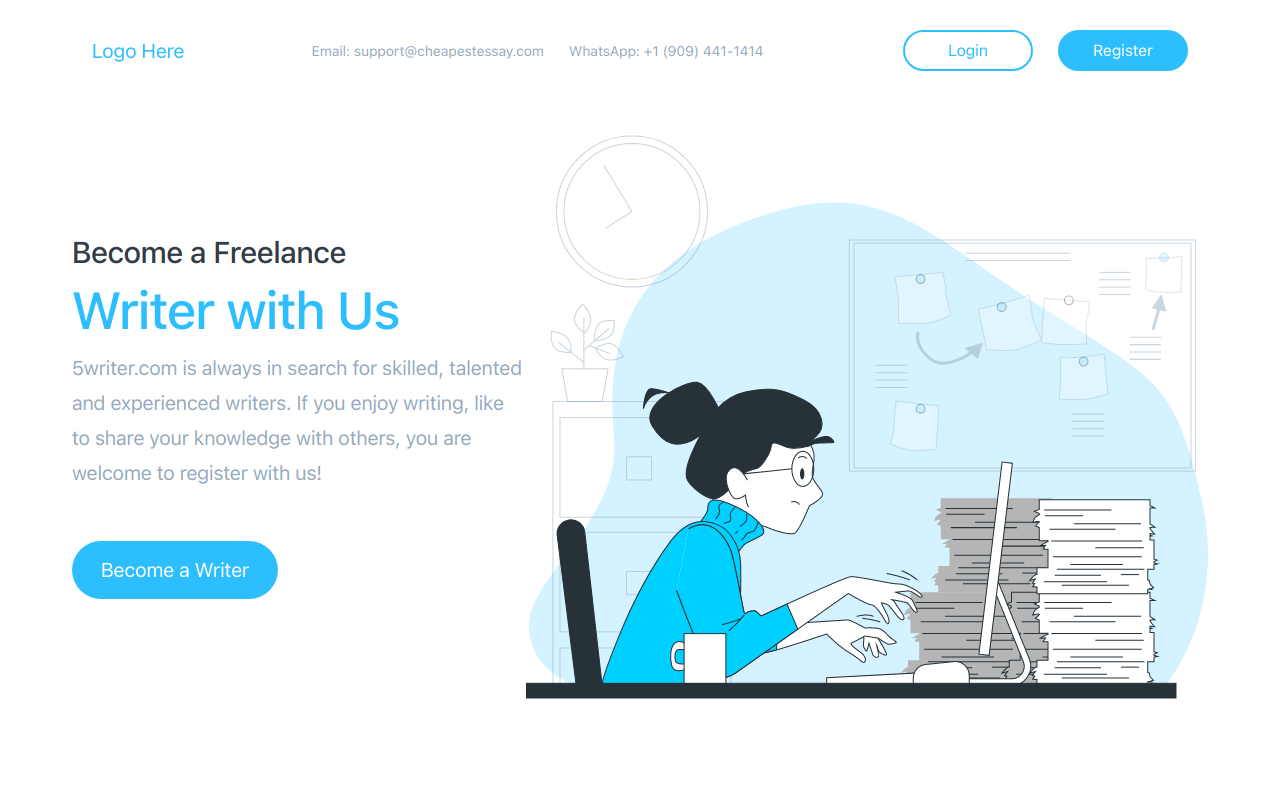 Logo Here
Email: support@cheapestessay.com
WhatsApp: +1 (909) 441-1414
Login
Register
Become a Freelance
Writer with Us
5writer.com is always in search for skilled, talented
and experienced writers. If you enjoy writing, like
to share your knowledge with others, you are
welcome to register with us!
Become a Writer